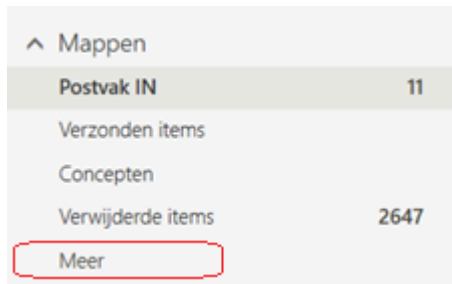 Mappen
Postvak IN 11
Verzonden items
Concepten
Verwijderde items 2647
Meer